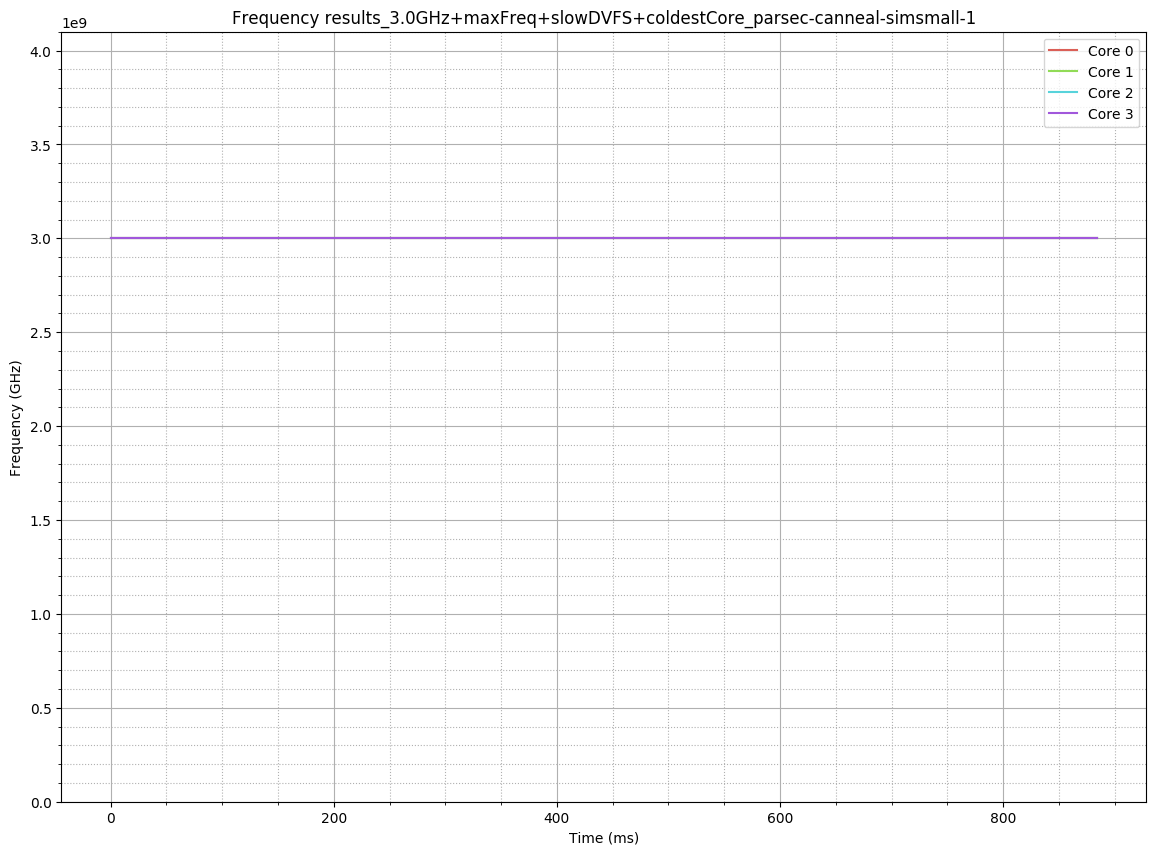 Frequency results_3.0GHz+maxFreq+slowDVFS+coldestCore_parsec-canneal-simsmall-1
1e9
4.0
3.5
3.0
2.5
2.0
1.5
1.0
0.5
0.0
Frequency (GHz)
Core 0
Core 1
Core 2
Core 3
0 200 400 600 800
Time (ms)